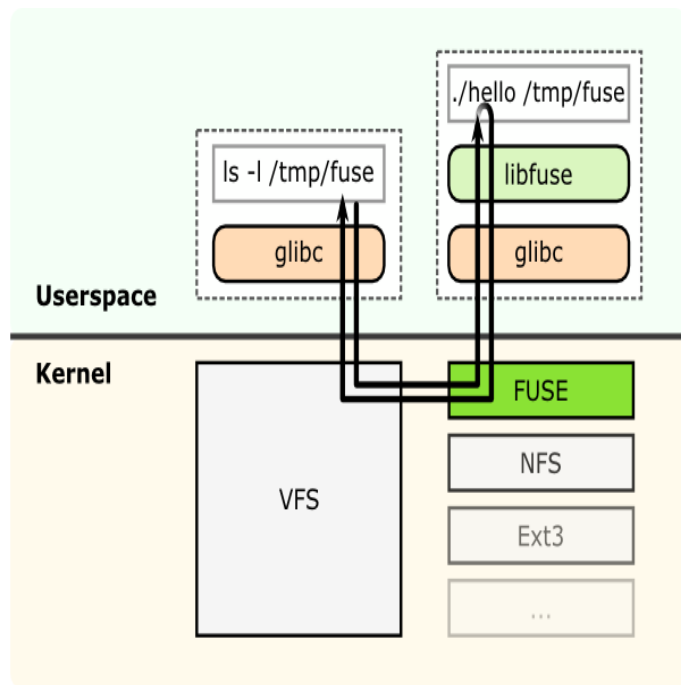 ./hello /tmp/fuse
ls -l /tmp/fuse
libfuse
glibc
glibc
Userspace
Kernel
FUSE
NFS
VFS
Ext3
...